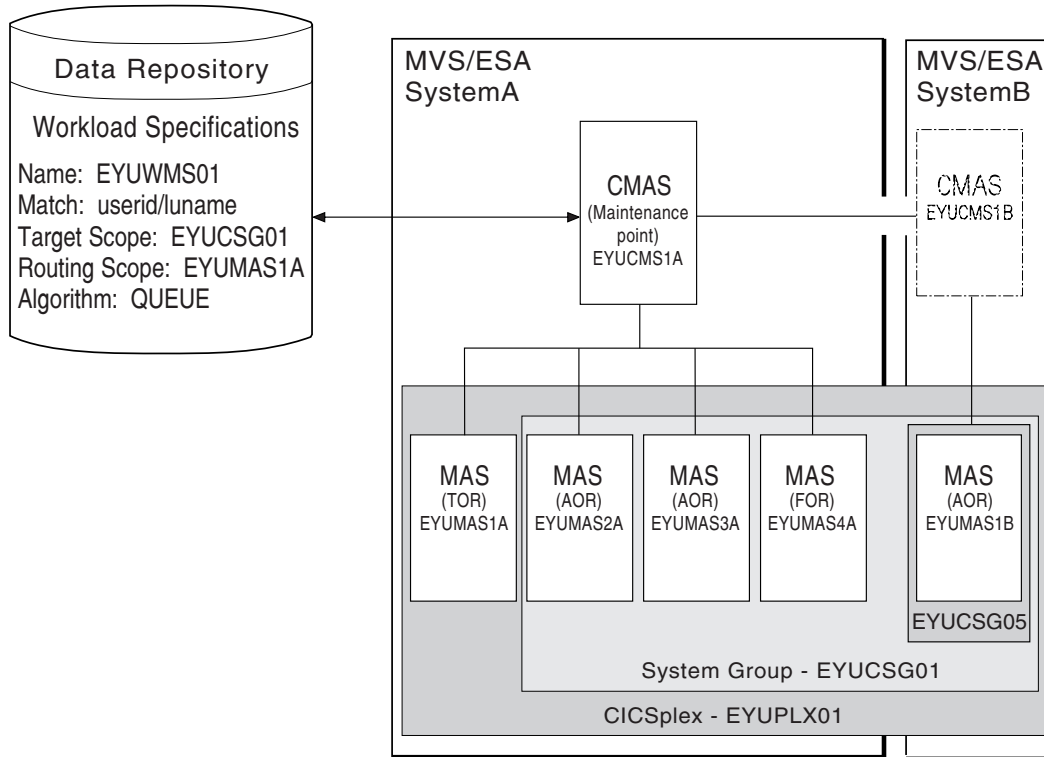 Data Repository
Workload Specifications
Name: EYUWMS01
Match: userid/luname
Target Scope: EYUCSG01
Routing Scope: EYUMAS1A
Algorithm: QUEUE
MVS/ESA
SystemA
MVS/ESA
SystemB
CMAS
(Maintenance
point)
EYUCMS1A
CMAS
EYUCMS1B
MAS
(TOR)
EYUMAS1A
MAS
(AOR)
EYUMAS2A
MAS
(AOR)
EYUMAS3A
MAS
(FOR)
EYUMAS4A
MAS
(AOR)
EYUMAS1B
EYUCSG05
System Group - EYUCSG01
CICSplex - EYUPLX01